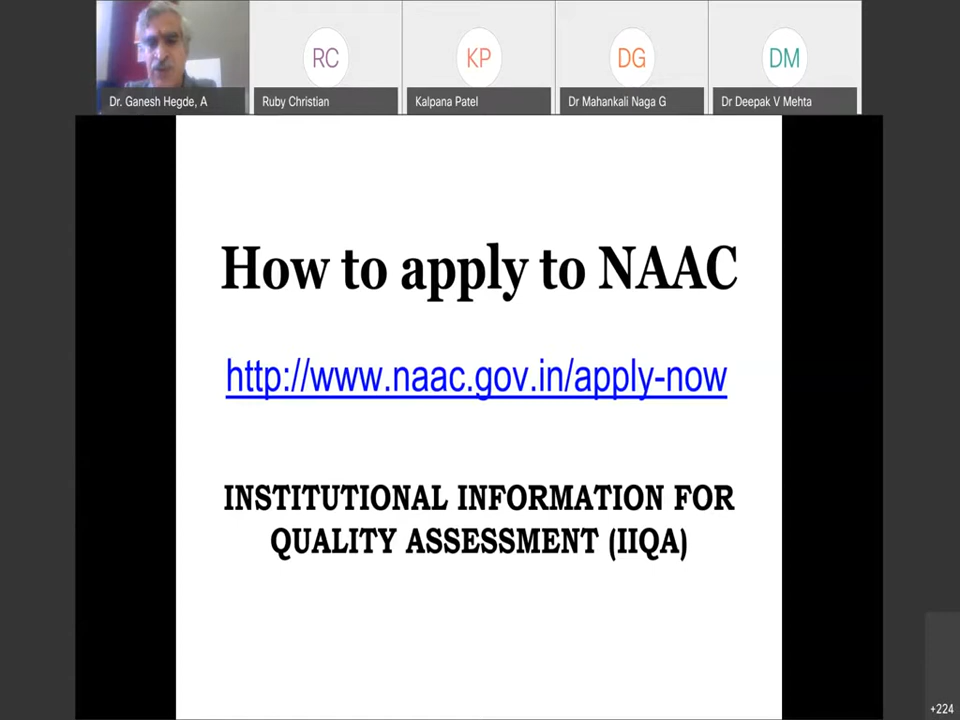 RC
KP
DG
DM
Dr. Ganesh Hegde, A
Ruby Christian
Kalpana Patel
Dr Mahankali Naga G
Dr Deepak V Mehta
How to apply to NAAC
http://www.naac.gov.in/apply-now
INSTITUTIONAL INFORMATION FOR
QUALITY ASSESSMENT (IIQA)
+224